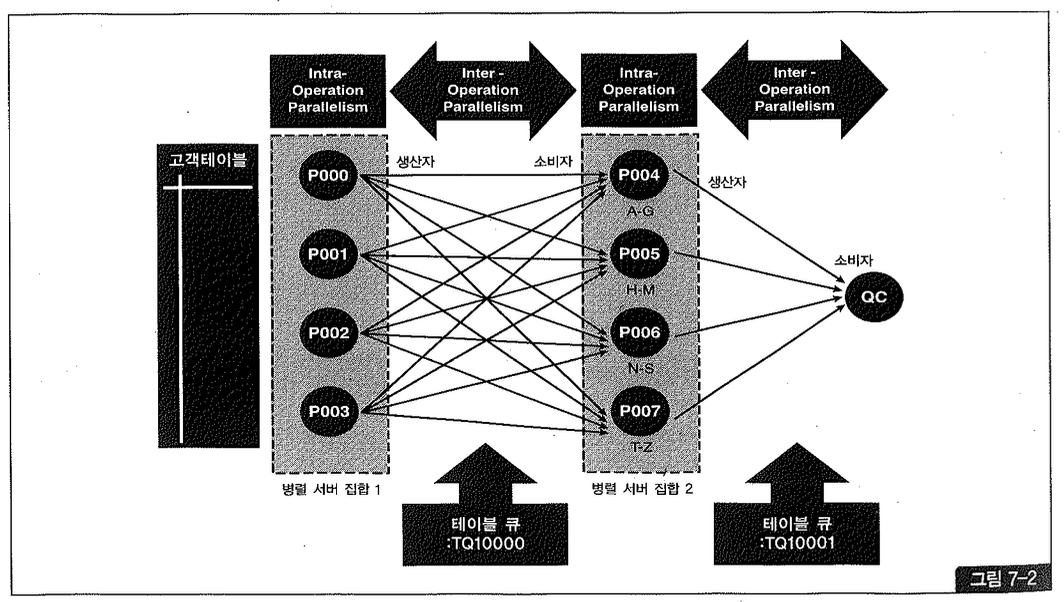 Intra-
Operation
Parallelism
Inter -
Operation
Parallelism
Intra-
Operation
Parallelism
Inter -
Operation
Parallelism
고객테이블
P000
P001
P002
P003
생산자
소비자
P004
A-G
P005
H-M
P006
N-S
P007
T-Z
생산자
소비자
QC
병렬 서버 집합 1
병렬 서버 집합 2
테이블 큐
:TQ10000
테이블 큐
:TQ10001
그림 7-2